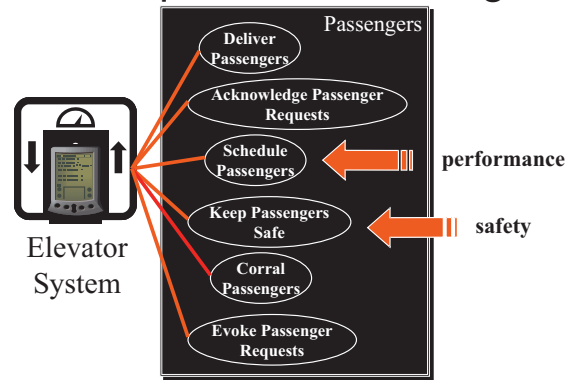 Passengers
Deliver
Passengers
Acknowledge Passenger
Requests
Schedule
Passengers
performance
Keep Passengers
Safe
safety
Elevator
System
Corral
Passengers
Evoke Passenger
Requests